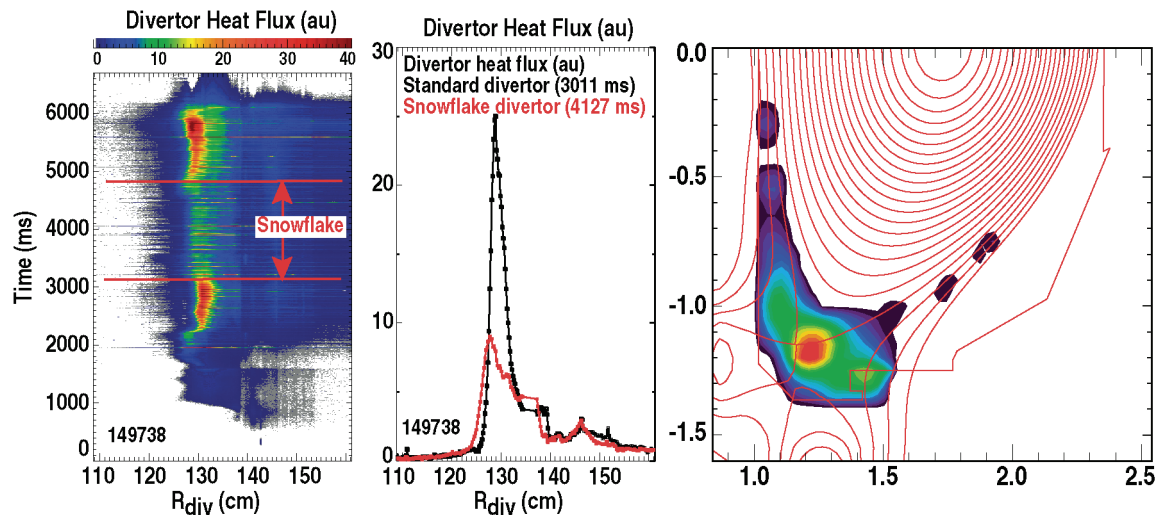 Divertor Heat Flux (au)
0 10 20 30 40
Time (ms)
6000
5000
4000
3000
2000
1000
0
Snowflake
149738
110 120 130 140 150
R_div (cm)
Divertor Heat Flux (au)
30
20
10
0
Divertor heat flux (au)
Standard divertor (3011 ms)
Snowflake divertor (4127 ms)
149738
110 120 130 140 150
R_div (cm)
0.0
-0.5
-1.0
-1.5
1.0 1.5 2.0 2.5